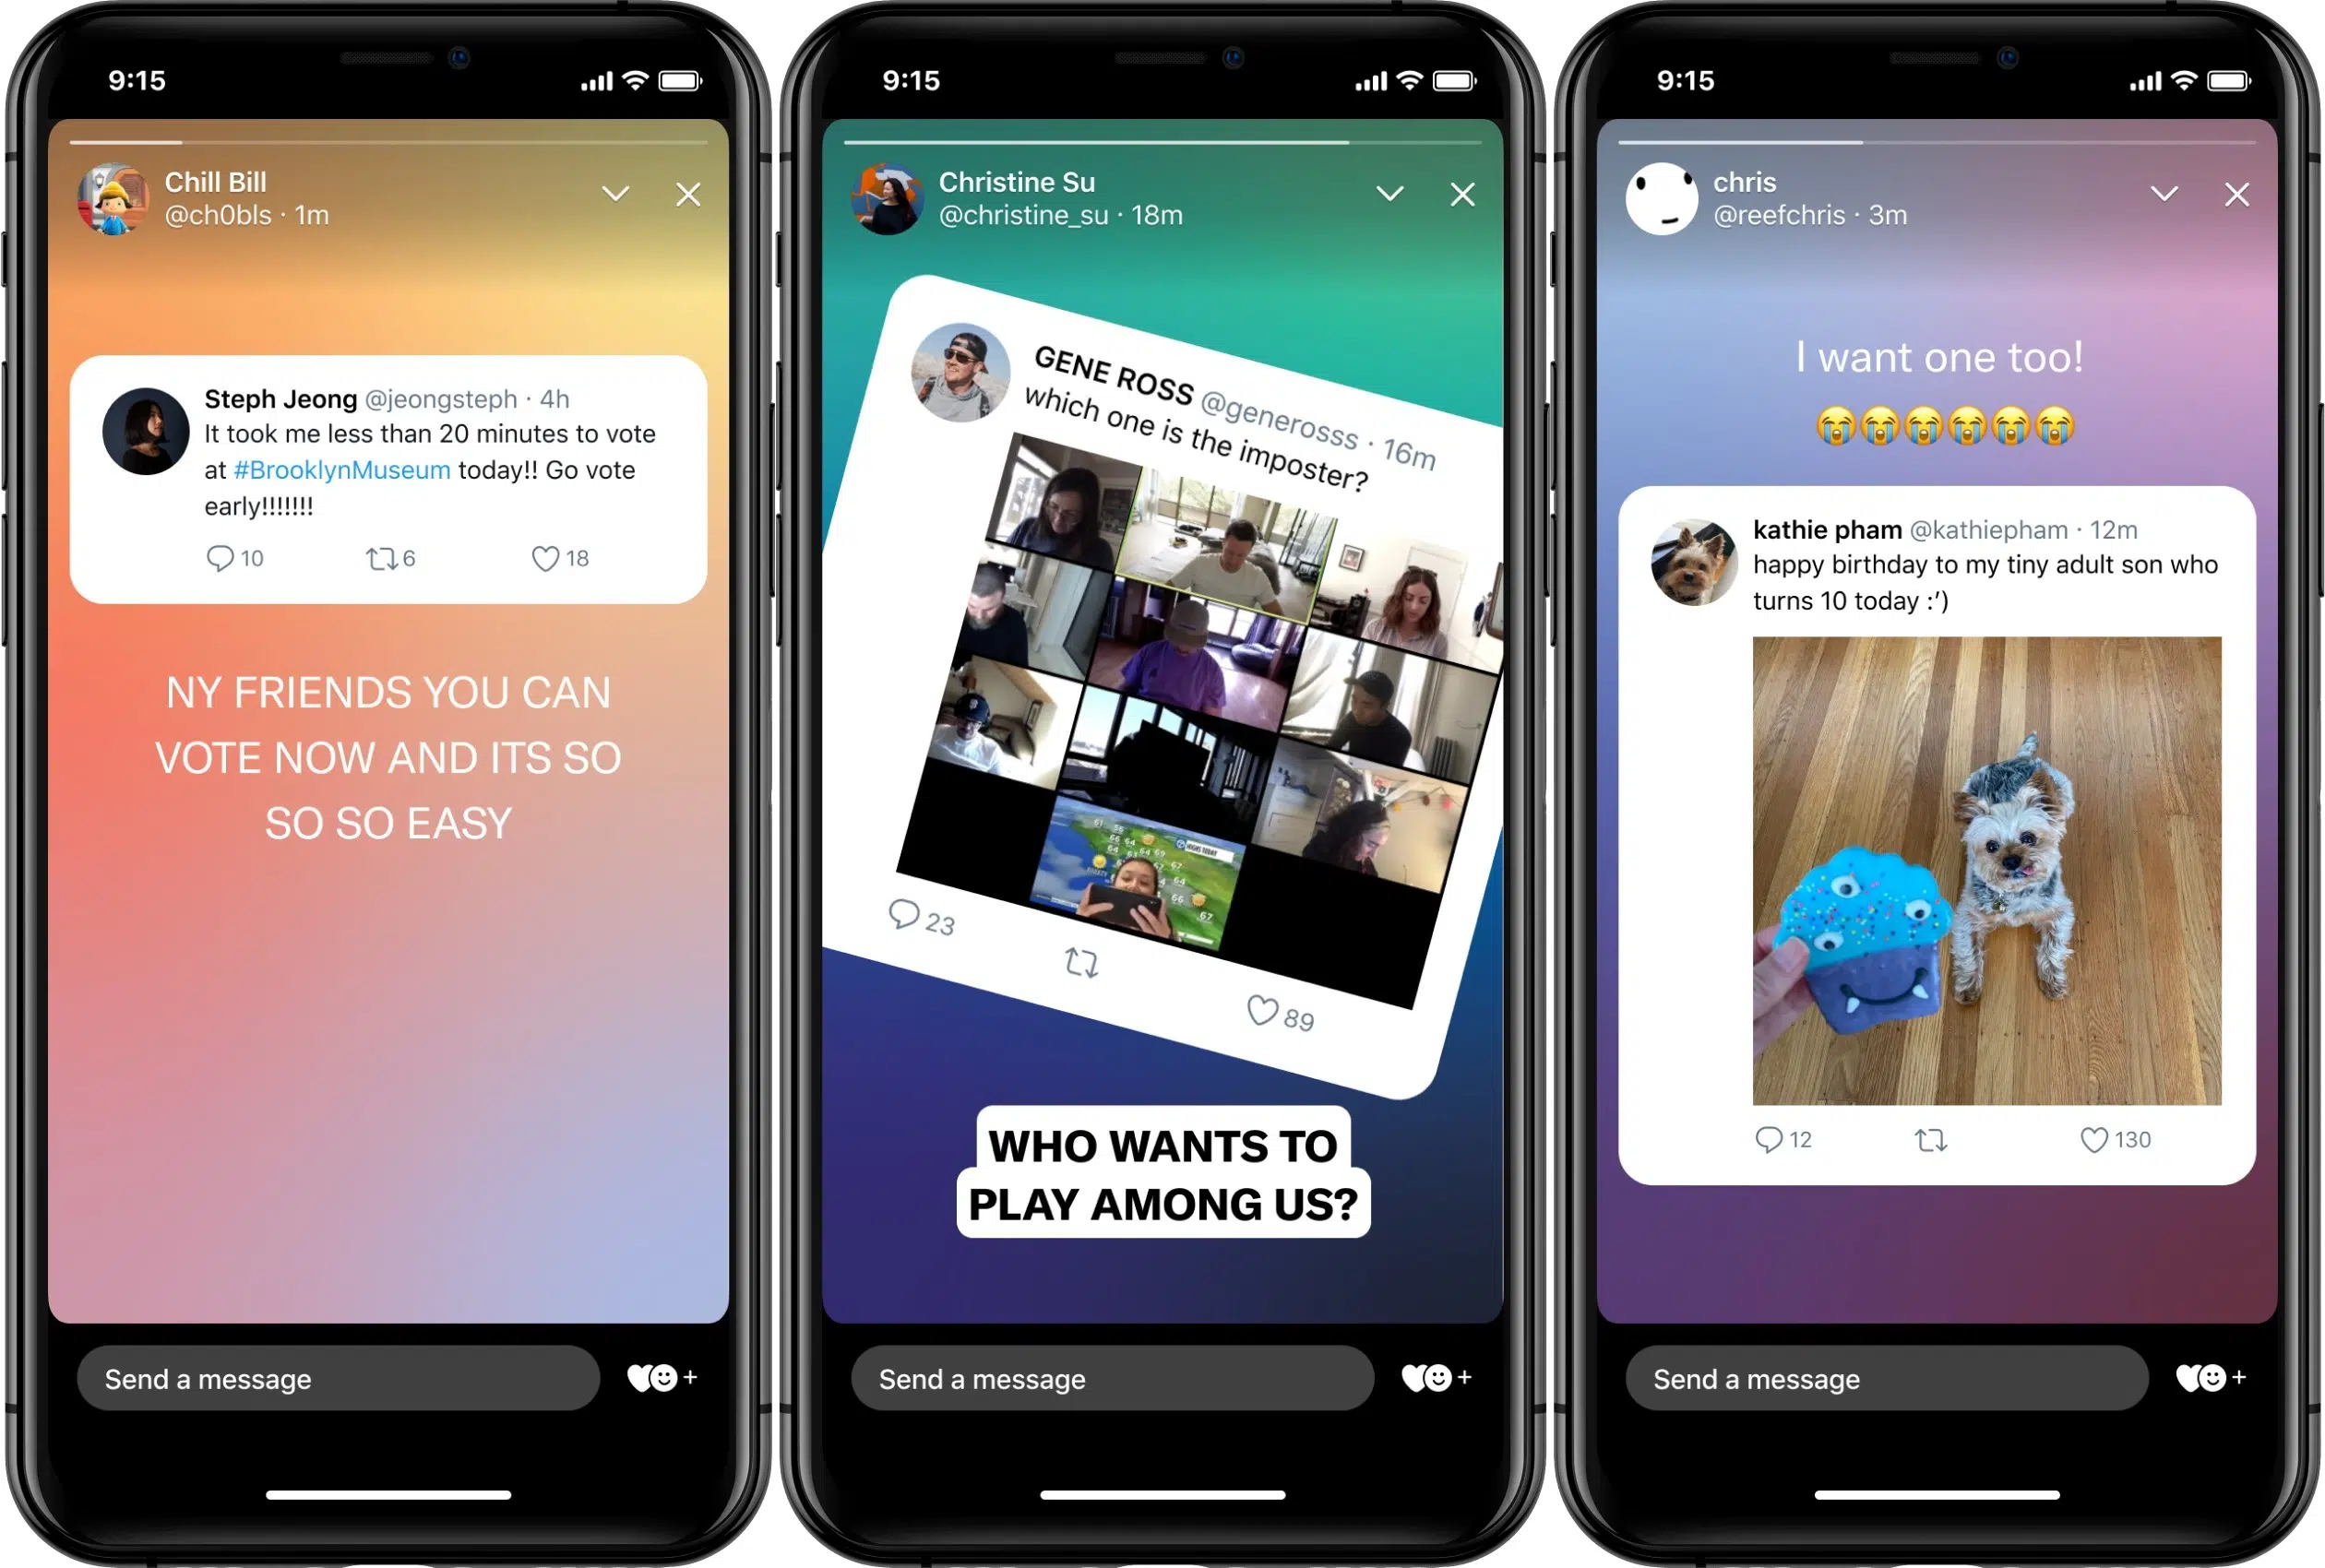 9:15
Chill Bill
@ch0bls · 1m
Steph Jeong @jeongsteph · 4h
It took me less than 20 minutes to vote
at #BrooklynMuseum today!! Go vote
early!!!!!!!
10 6 18
NY FRIENDS YOU CAN
VOTE NOW AND ITS SO
SO SO EASY
Send a message
9:15
Christine Su
@christine_su · 18m
GENE ROSS @generosss · 16m
which one is the imposter?
HIGHS TODAY
23 89
WHO WANTS TO
PLAY AMONG US?
Send a message
9:15
chris
@reefchris · 3m
I want one too!
😭😭😭😭😭😭
kathie pham @kathiepham · 12m
happy birthday to my tiny adult son who
turns 10 today :’)
12 130
Send a message